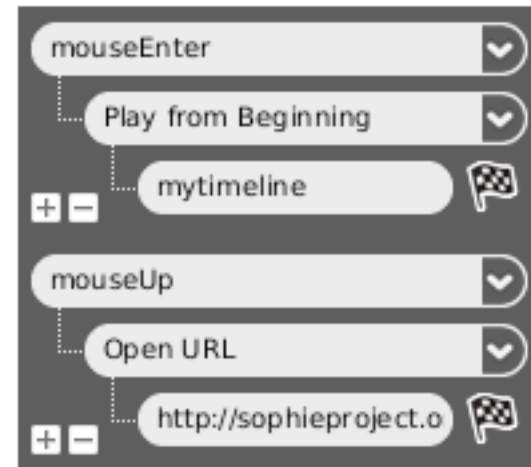 mouseEnter
Play from Beginning
mytimeline
mouseUp
Open URL
http://sophieproject.o